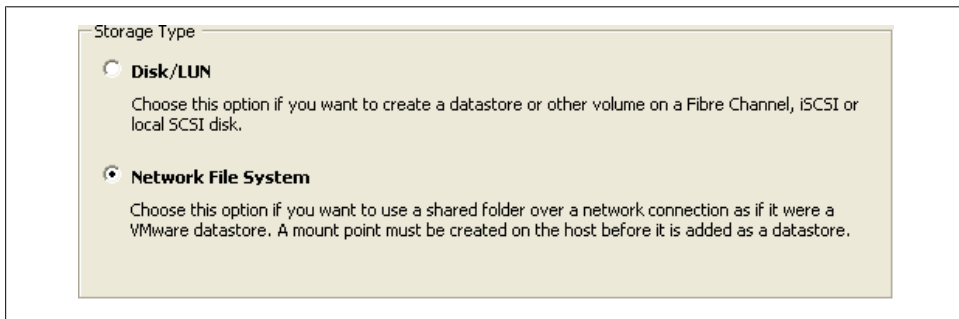 Storage Type
Disk/LUN
Choose this option if you want to create a datastore or other volume on a Fibre Channel, iSCSI or
local SCSI disk.
Network File System
Choose this option if you want to use a shared folder over a network connection as if it were a
VMware datastore. A mount point must be created on the host before it is added as a datastore.